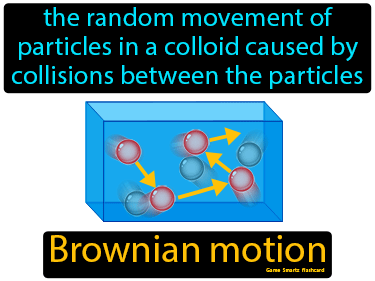 the random movement of
particles in a colloid caused by
collisions between the particles
Brownian motion
Game Smartz flashcard